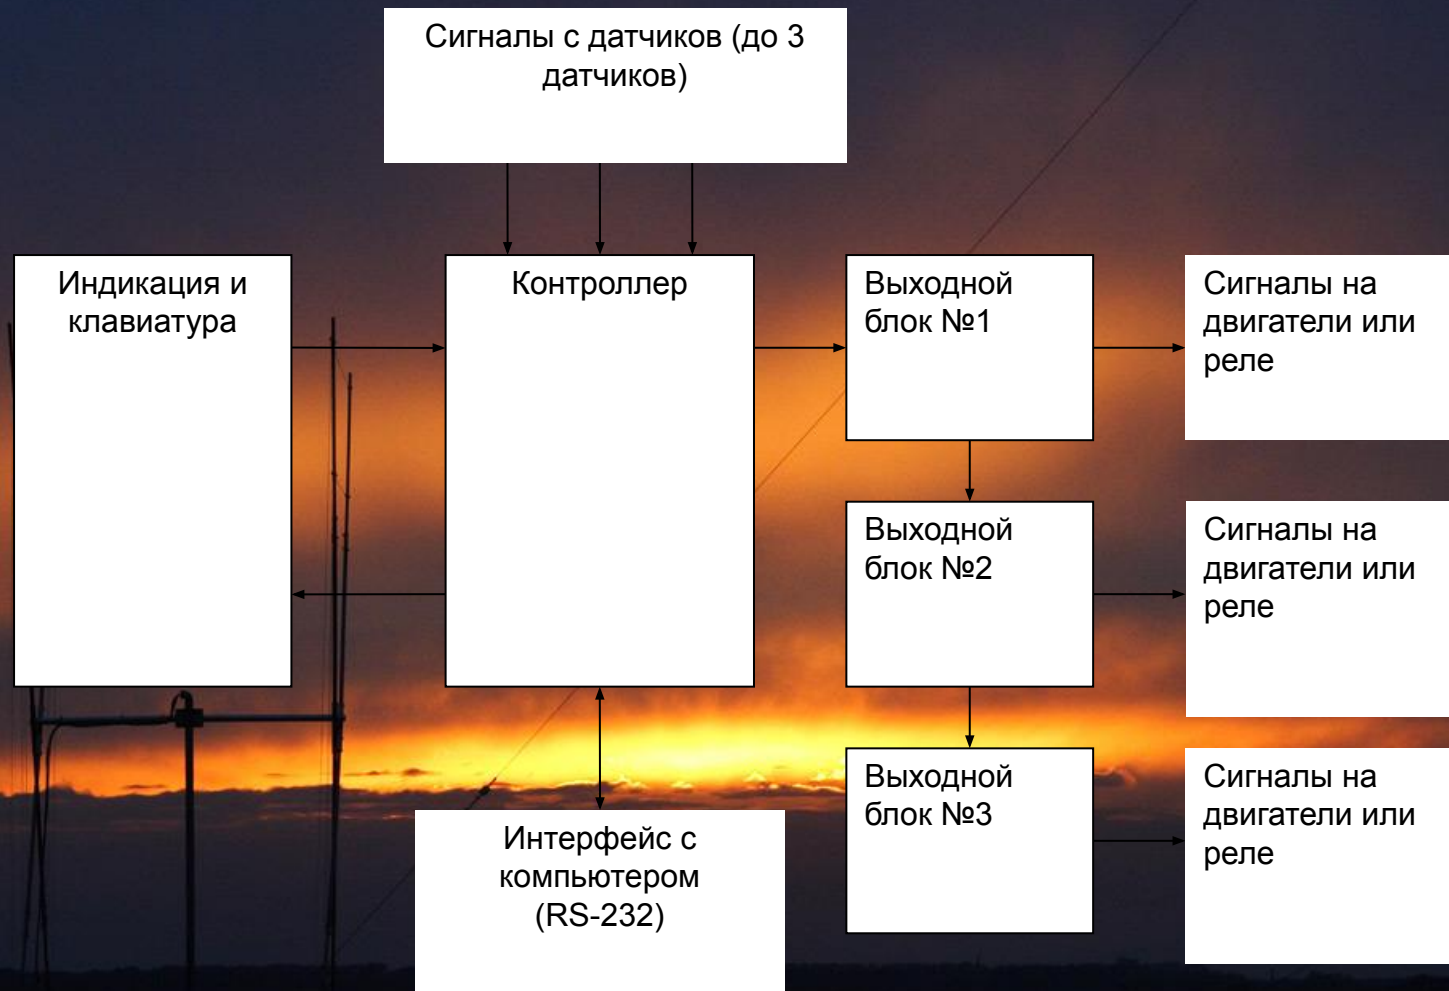 Сигналы с датчиков (до 3
датчиков)
Индикация и
клавиатура
Контроллер
Выходной
блок №1
Сигналы на
двигатели или
реле
Выходной
блок №2
Сигналы на
двигатели или
реле
Выходной
блок №3
Сигналы на
двигатели или
реле
Интерфейс с
компьютером
(RS-232)